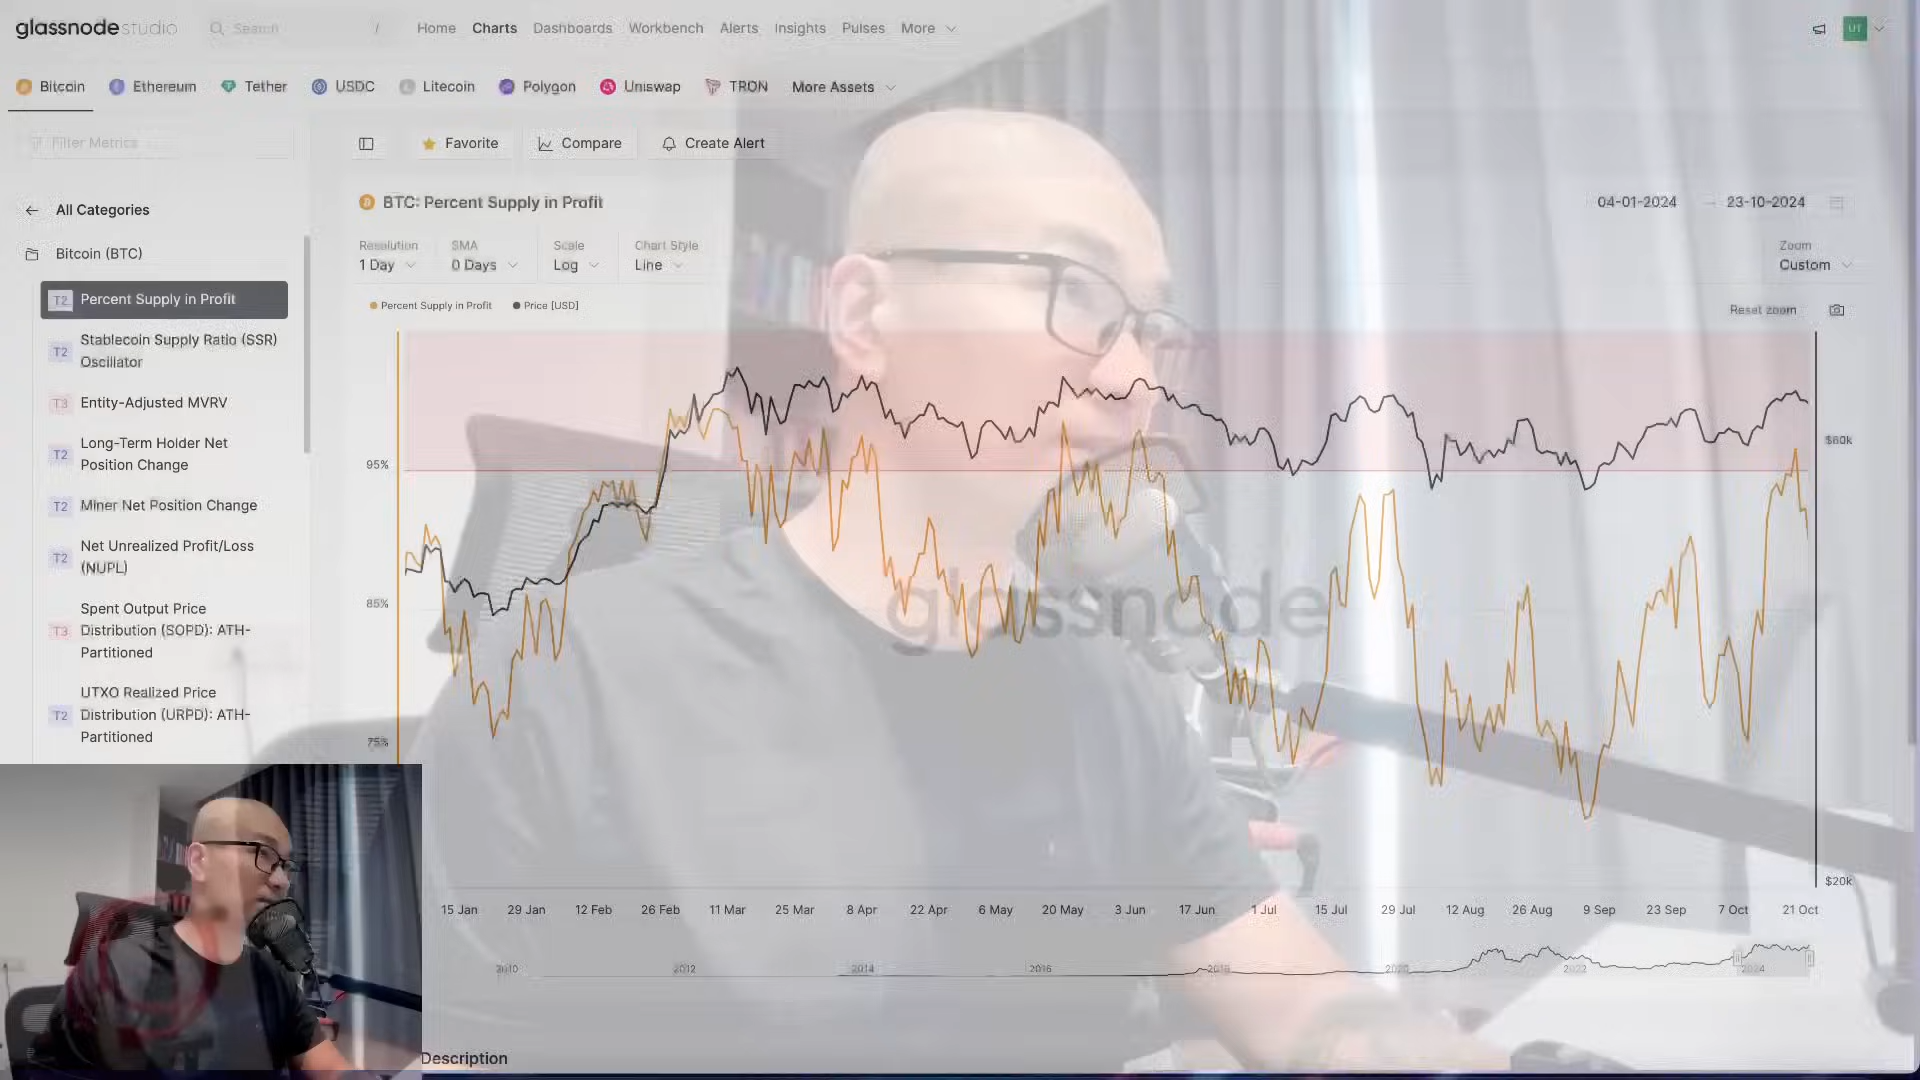 glassnode studio
Search /
Home Charts Dashboards Workbench Alerts Insights Pulses More
UT
Bitcoin Ethereum Tether USDC Litecoin Polygon Uniswap TRON More Assets
Filter Metrics
Favorite Compare Create Alert
All Categories
Bitcoin (BTC)
T2 Percent Supply in Profit
T2 Stablecoin Supply Ratio (SSR)
Oscillator
T3 Entity-Adjusted MVRV
T2 Long-Term Holder Net
Position Change
T2 Miner Net Position Change
T2 Net Unrealized Profit/Loss
(NUPL)
T3 Spent Output Price
Distribution (SOPD): ATH-
Partitioned
T2 UTXO Realized Price
Distribution (URPD): ATH-
Partitioned
BTC: Percent Supply in Profit
04-01-2024 → 23-10-2024
Resolution SMA Scale Chart Style
1 Day 0 Days Log Line
Zoom
Custom
Percent Supply in Profit Price [USD]
Reset zoom
95%
85%
75%
$60k
$20k
glassnode
15 Jan 29 Jan 12 Feb 26 Feb 11 Mar 25 Mar 8 Apr 22 Apr 6 May 20 May 3 Jun 17 Jun 1 Jul 15 Jul 29 Jul 12 Aug 26 Aug 9 Sep 23 Sep 7 Oct 21 Oct
2010 2012 2014 2016 2018 2020 2022 2024
Description